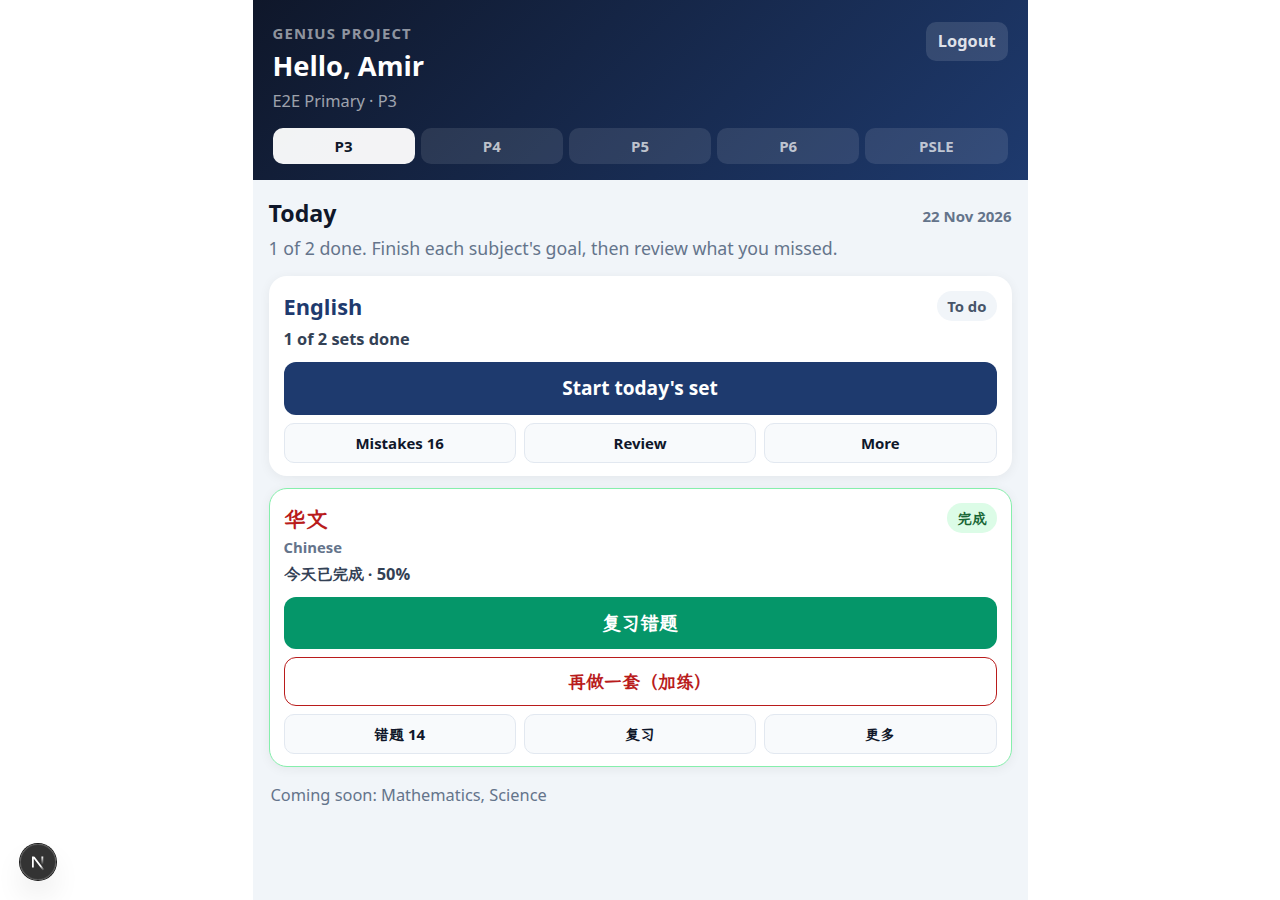 GENIUS PROJECT
Logout
Hello, Amir
E2E Primary · P3
P3 P4 P5 P6 PSLE
Today
22 Nov 2026
1 of 2 done. Finish each subject's goal, then review what you missed.
English
To do
1 of 2 sets done
Start today's set
Mistakes 16 Review More
华文
完成
Chinese
今天已完成 · 50%
复习错题
再做一套（加练）
错题 14 复习 更多
Coming soon: Mathematics, Science
N